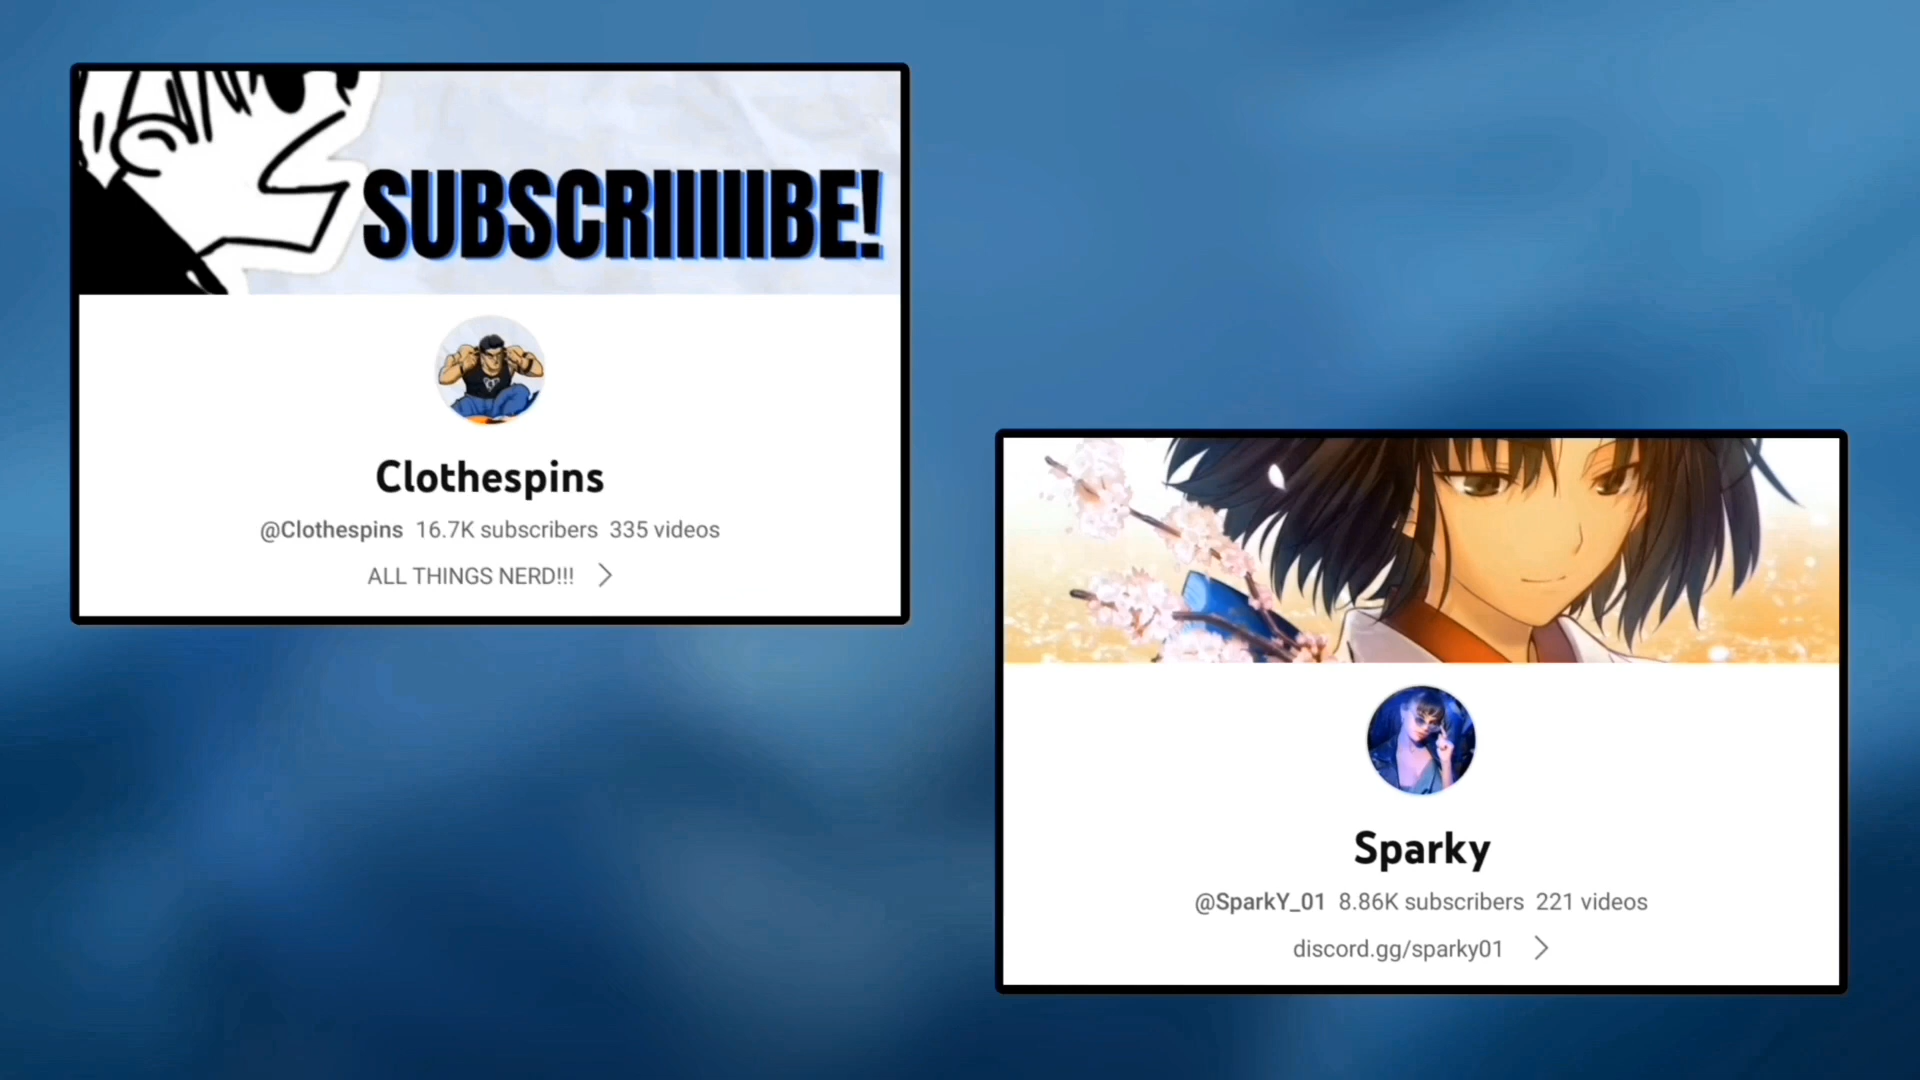 SUBSCRIIIIIBE!
Clothespins
@Clothespins 16.7K subscribers 335 videos
ALL THINGS NERD!!!
Sparky
@SparkY_01 8.86K subscribers 221 videos
discord.gg/sparky01